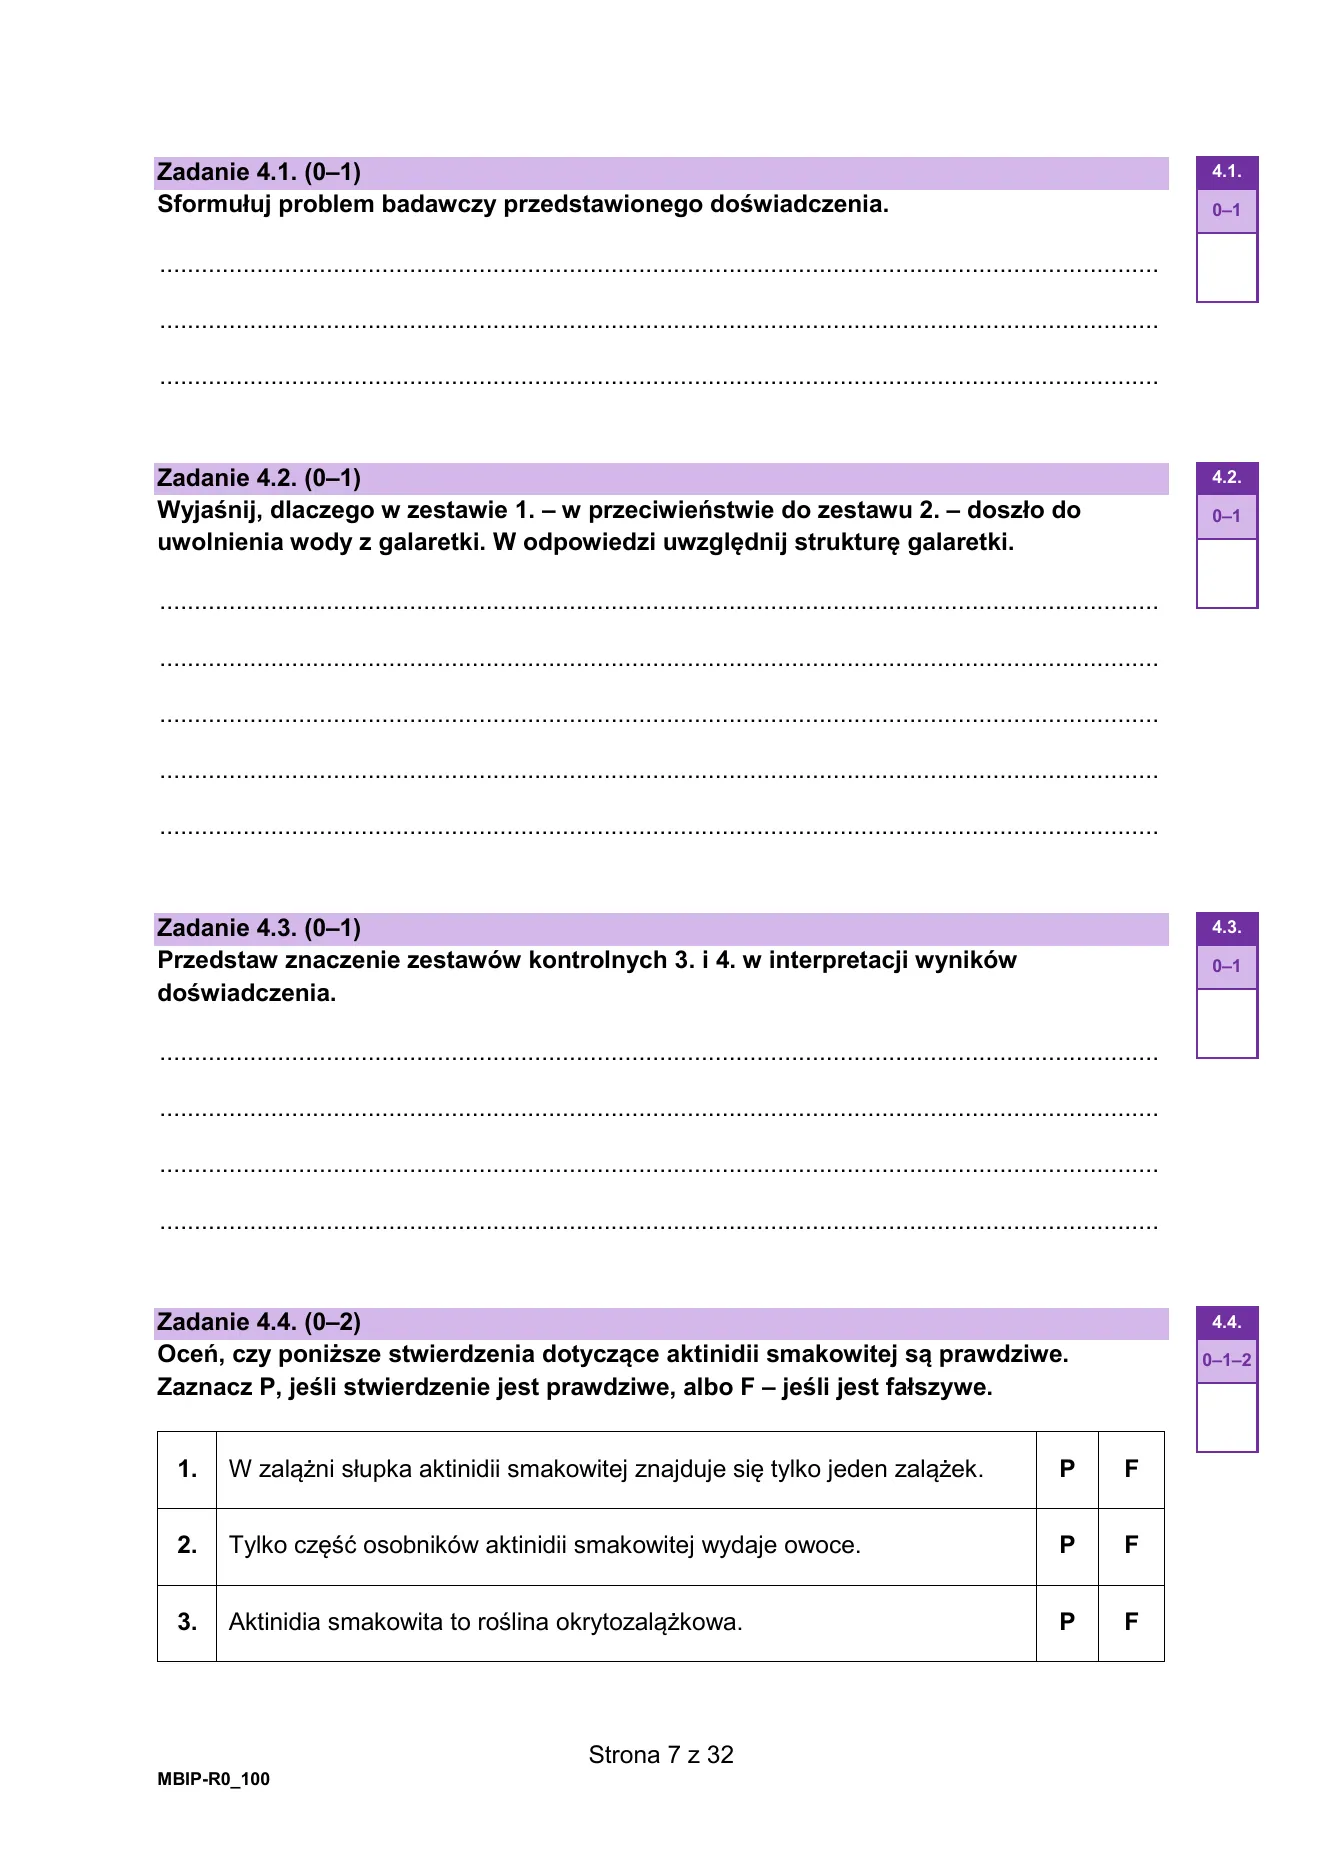 Zadanie 4.1. (0–1)
4.1.
Sformułuj problem badawczy przedstawionego doświadczenia.
0–1
Zadanie 4.2. (0–1)
4.2.
Wyjaśnij, dlaczego w zestawie 1. – w przeciwieństwie do zestawu 2. – doszło do
0–1
uwolnienia wody z galaretki. W odpowiedzi uwzględnij strukturę galaretki.
Zadanie 4.3. (0–1)
4.3.
Przedstaw znaczenie zestawów kontrolnych 3. i 4. w interpretacji wyników
0–1
doświadczenia.
Zadanie 4.4. (0–2)
4.4.
Oceń, czy poniższe stwierdzenia dotyczące aktinidii smakowitej są prawdziwe.
0–1–2
Zaznacz P, jeśli stwierdzenie jest prawdziwe, albo F – jeśli jest fałszywe.
1. W zalążni słupka aktinidii smakowitej znajduje się tylko jeden zalążek. P F
2. Tylko część osobników aktinidii smakowitej wydaje owoce. P F
3. Aktinidia smakowita to roślina okrytozalążkowa. P F
Strona 7 z 32
MBIP-R0_100